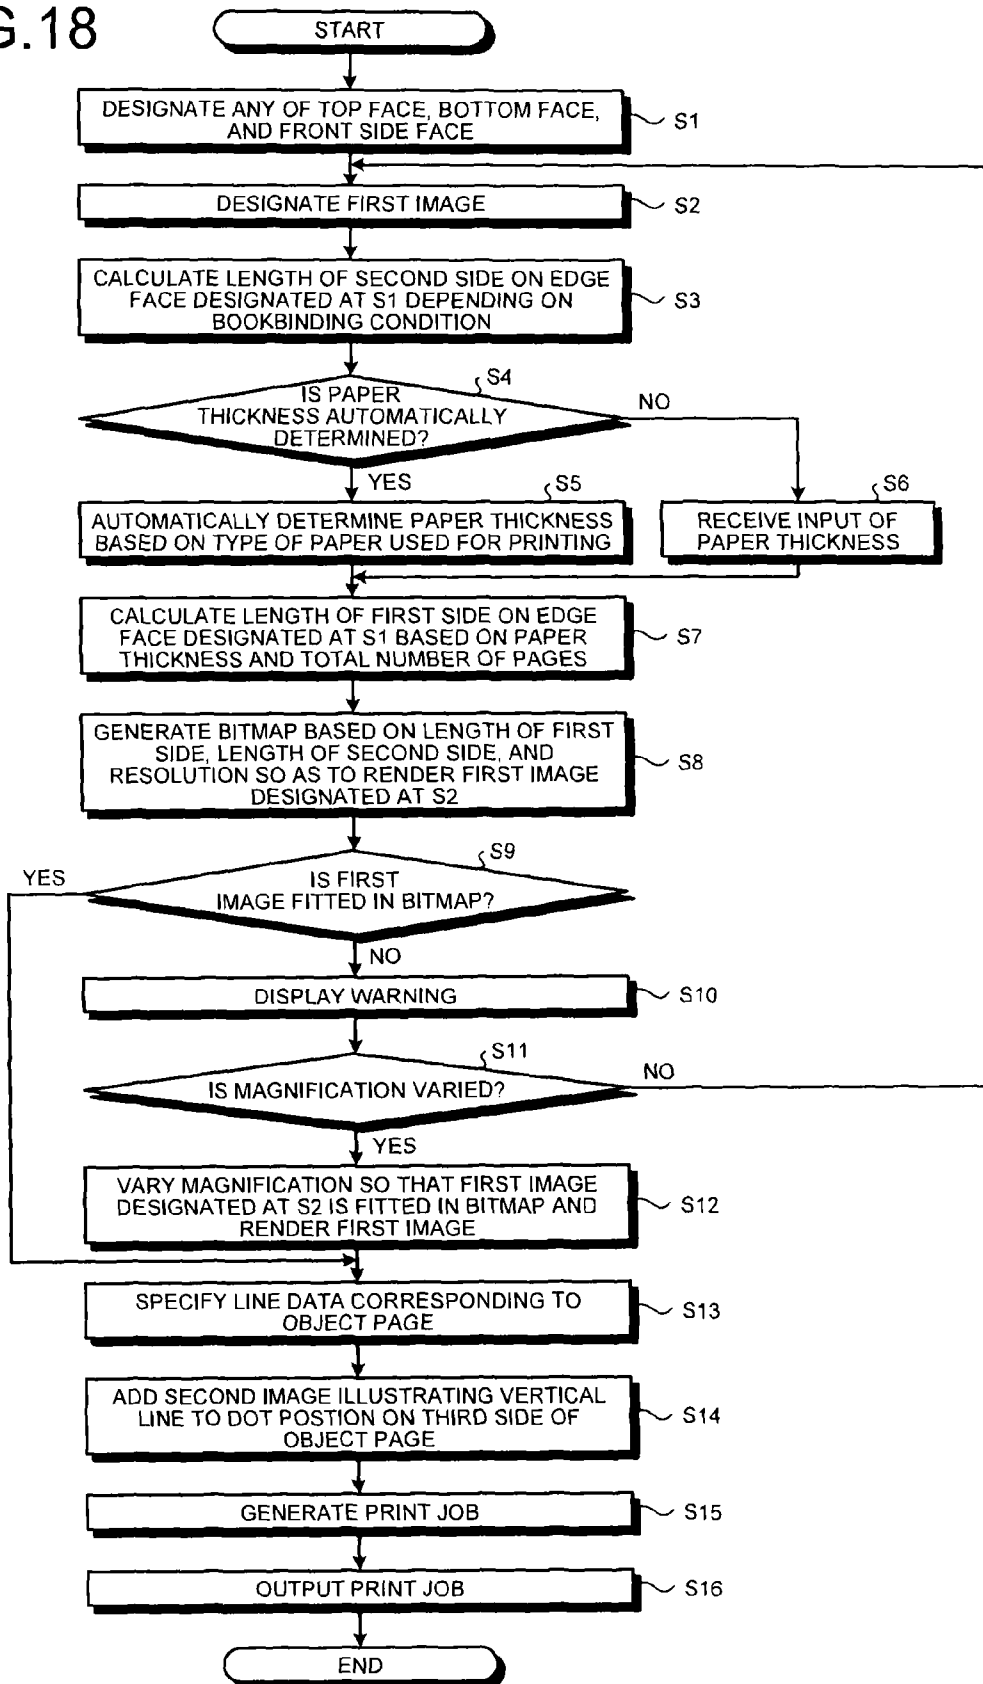 G.18
START
DESIGNATE ANY OF TOP FACE, BOTTOM FACE,
AND FRONT SIDE FACE
S1
DESIGNATE FIRST IMAGE
S2
CALCULATE LENGTH OF SECOND SIDE ON EDGE
FACE DESIGNATED AT S1 DEPENDING ON
BOOKBINDING CONDITION
S3
S4
IS PAPER
THICKNESS AUTOMATICALLY
DETERMINED?
NO
YES
S5
AUTOMATICALLY DETERMINE PAPER THICKNESS
BASED ON TYPE OF PAPER USED FOR PRINTING
S6
RECEIVE INPUT OF
PAPER THICKNESS
CALCULATE LENGTH OF FIRST SIDE ON EDGE
FACE DESIGNATED AT S1 BASED ON PAPER
THICKNESS AND TOTAL NUMBER OF PAGES
S7
GENERATE BITMAP BASED ON LENGTH OF FIRST
SIDE, LENGTH OF SECOND SIDE, AND
RESOLUTION SO AS TO RENDER FIRST IMAGE
DESIGNATED AT S2
S8
S9
YES
IS FIRST
IMAGE FITTED IN BITMAP?
NO
DISPLAY WARNING
S10
S11
IS MAGNIFICATION VARIED?
NO
YES
VARY MAGNIFICATION SO THAT FIRST IMAGE
DESIGNATED AT S2 IS FITTED IN BITMAP AND
RENDER FIRST IMAGE
S12
SPECIFY LINE DATA CORRESPONDING TO
OBJECT PAGE
S13
ADD SECOND IMAGE ILLUSTRATING VERTICAL
LINE TO DOT POSTION ON THIRD SIDE OF
OBJECT PAGE
S14
GENERATE PRINT JOB
S15
OUTPUT PRINT JOB
S16
END